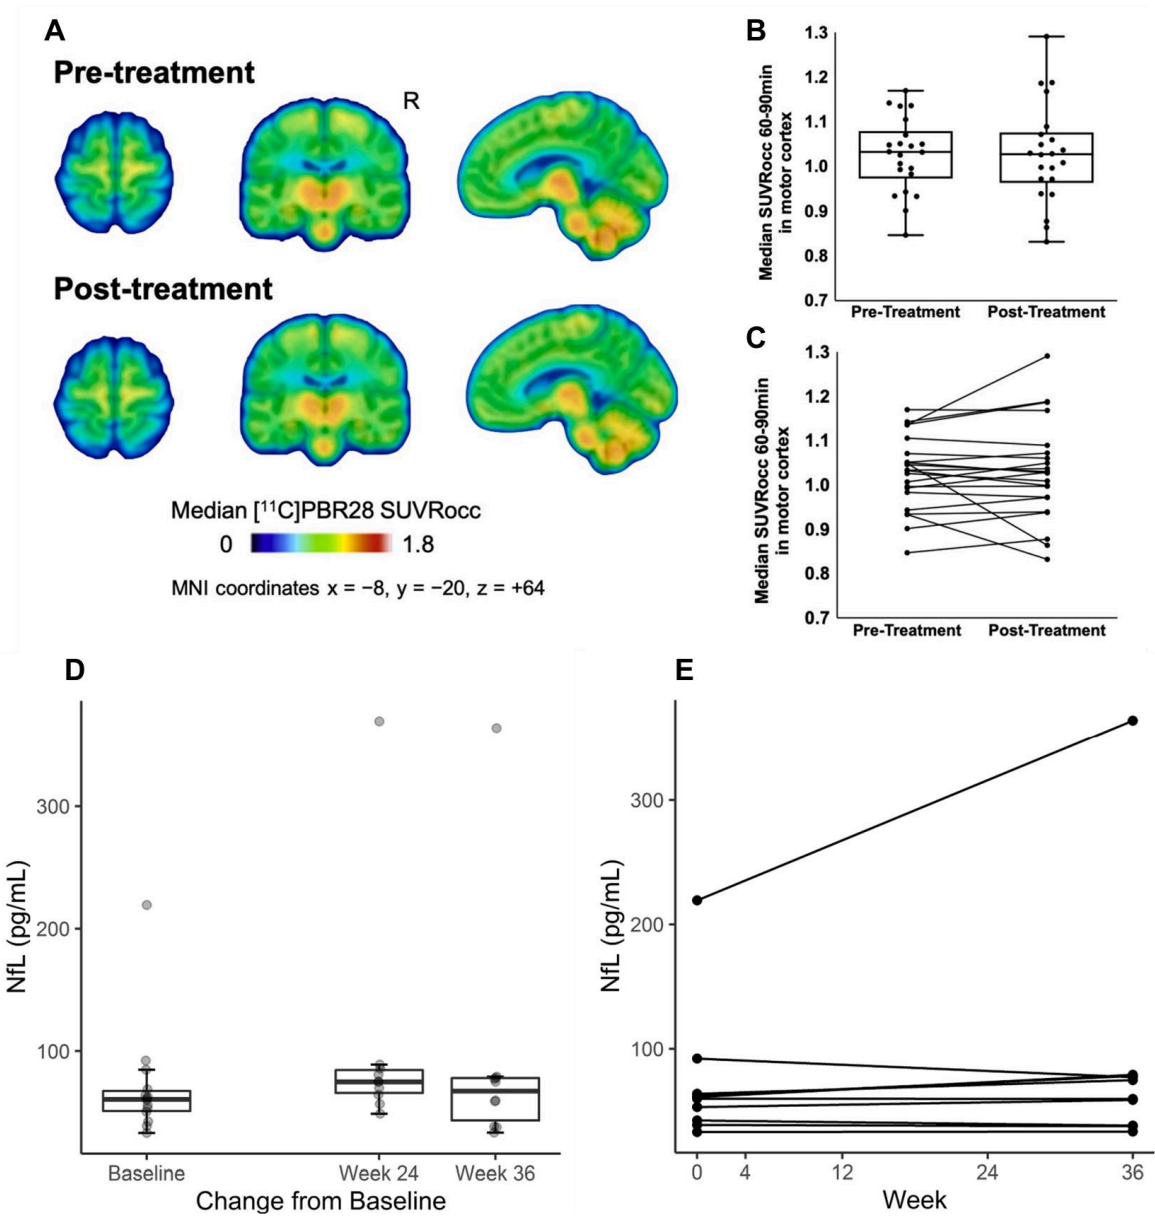 A
Pre-treatment
R
Post-treatment
Median [¹¹C]PBR28 SUVRocc
0 1.8
MNI coordinates x = −8, y = −20, z = +64
B
Median SUVRocc 60-90min
in motor cortex
1.3
1.2
1.1
1.0
0.9
0.8
0.7
Pre-Treatment Post-Treatment
C
Median SUVRocc 60-90min
in motor cortex
1.3
1.2
1.1
1.0
0.9
0.8
0.7
Pre-Treatment Post-Treatment
D
NfL (pg/mL)
300
200
100
Baseline Week 24 Week 36
Change from Baseline
E
NfL (pg/mL)
300
200
100
0 4 12 24 36
Week